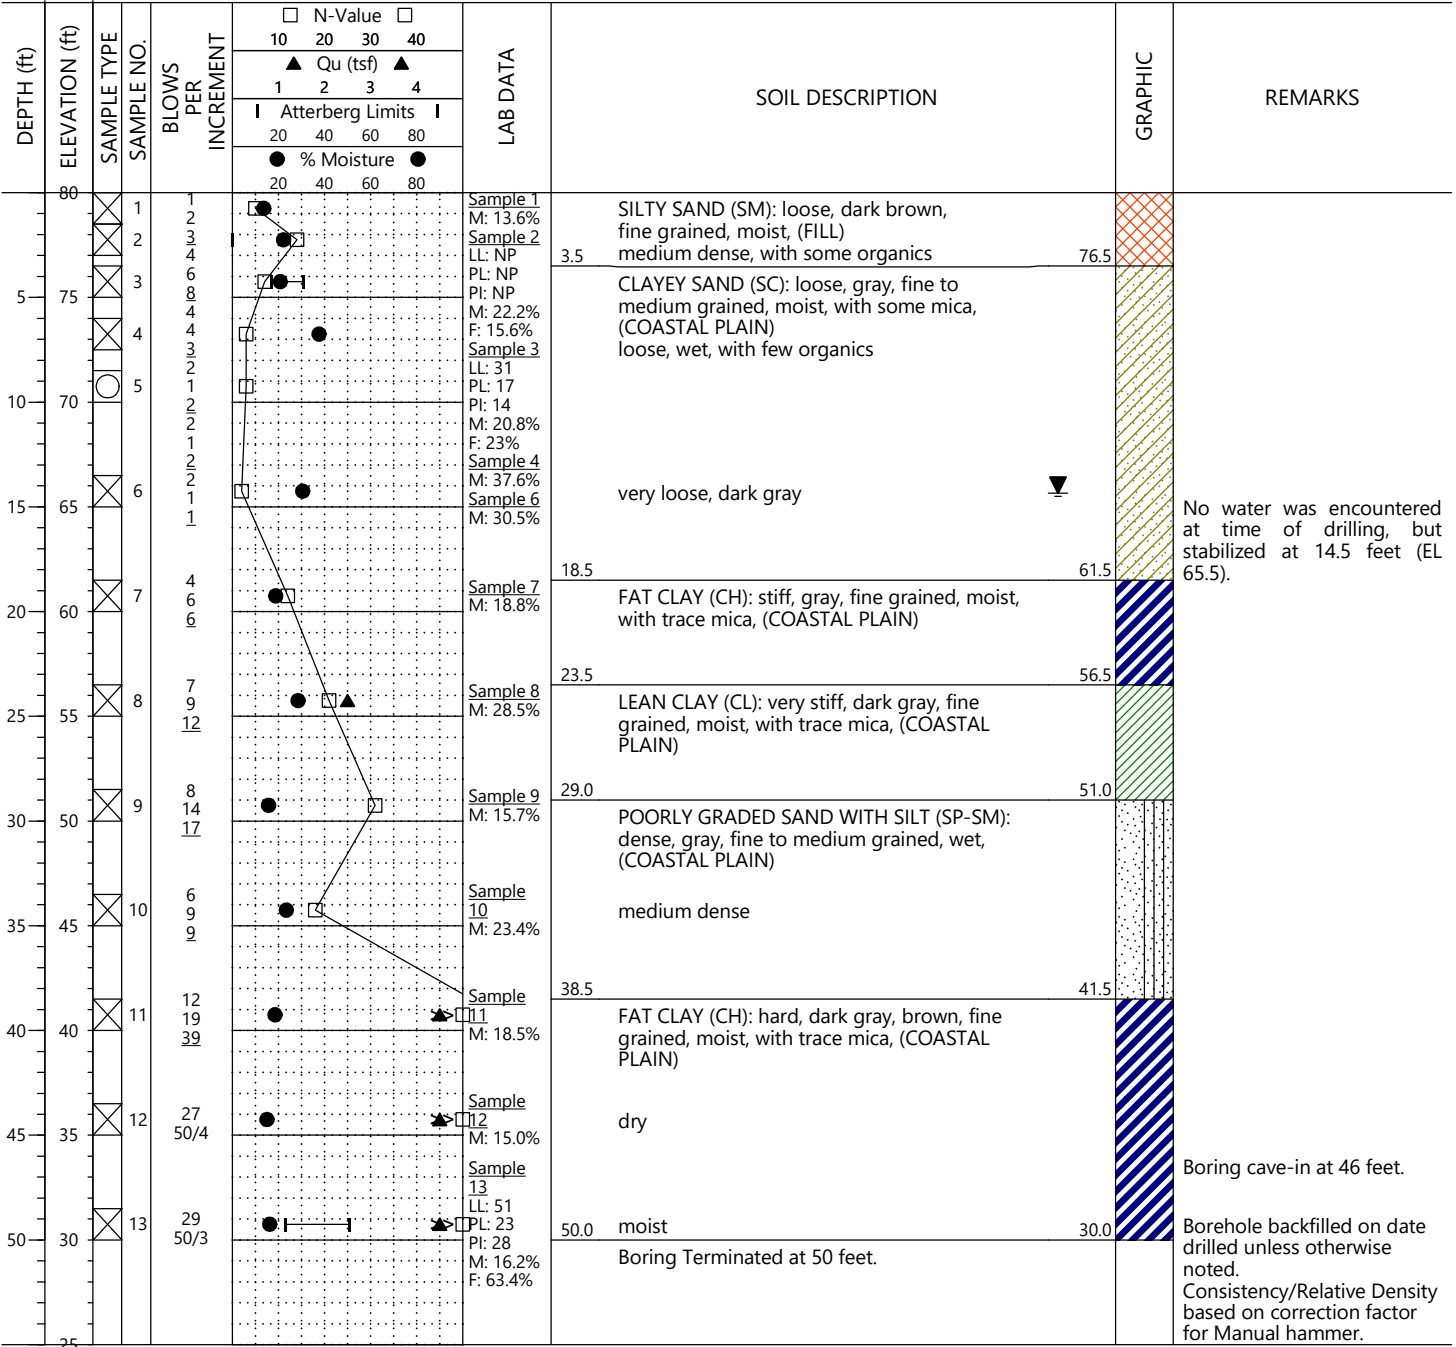 DEPTH (ft)
ELEVATION (ft)
SAMPLE TYPE
SAMPLE NO.
BLOWS
PER
INCREMENT
N-Value
10 20 30 40
Qu (tsf)
1 2 3 4
Atterberg Limits
20 40 60 80
% Moisture
20 40 60 80
LAB DATA
SOIL DESCRIPTION
GRAPHIC
REMARKS
5
10
15
20
25
30
35
40
45
50
80
75
70
65
60
55
50
45
40
35
30
25
1
2
3
4
5
6
7
8
9
10
11
12
13
1
2
3
4
6
8
4
4
3
2
1
2
2
1
2
2
1
1
4
6
6
7
9
12
8
14
17
6
9
9
12
19
39
27
50/4
29
50/3
Sample 1
M: 13.6%
Sample 2
LL: NP
PL: NP
PI: NP
M: 22.2%
F: 15.6%
Sample 3
LL: 31
PL: 17
PI: 14
M: 20.8%
F: 23%
Sample 4
M: 37.6%
Sample 6
M: 30.5%
Sample 7
M: 18.8%
Sample 8
M: 28.5%
Sample 9
M: 15.7%
Sample
10
M: 23.4%
Sample
11
M: 18.5%
Sample
12
M: 15.0%
Sample
13
LL: 51
PL: 23
PI: 28
M: 16.2%
F: 63.4%
>>
>>
>>
SILTY SAND (SM): loose, dark brown,
fine grained, moist, (FILL)
medium dense, with some organics
3.5 76.5
CLAYEY SAND (SC): loose, gray, fine to
medium grained, moist, with some mica,
(COASTAL PLAIN)
loose, wet, with few organics
very loose, dark gray
18.5 61.5
FAT CLAY (CH): stiff, gray, fine grained, moist,
with trace mica, (COASTAL PLAIN)
23.5 56.5
LEAN CLAY (CL): very stiff, dark gray, fine
grained, moist, with trace mica, (COASTAL
PLAIN)
29.0 51.0
POORLY GRADED SAND WITH SILT (SP-SM):
dense, gray, fine to medium grained, wet,
(COASTAL PLAIN)
medium dense
38.5 41.5
FAT CLAY (CH): hard, dark gray, brown, fine
grained, moist, with trace mica, (COASTAL
PLAIN)
dry
50.0 moist 30.0
Boring Terminated at 50 feet.
No water was encountered
at time of drilling, but
stabilized at 14.5 feet (EL
65.5).
Boring cave-in at 46 feet.
Borehole backfilled on date
drilled unless otherwise
noted.
Consistency/Relative Density
based on correction factor
for Manual hammer.